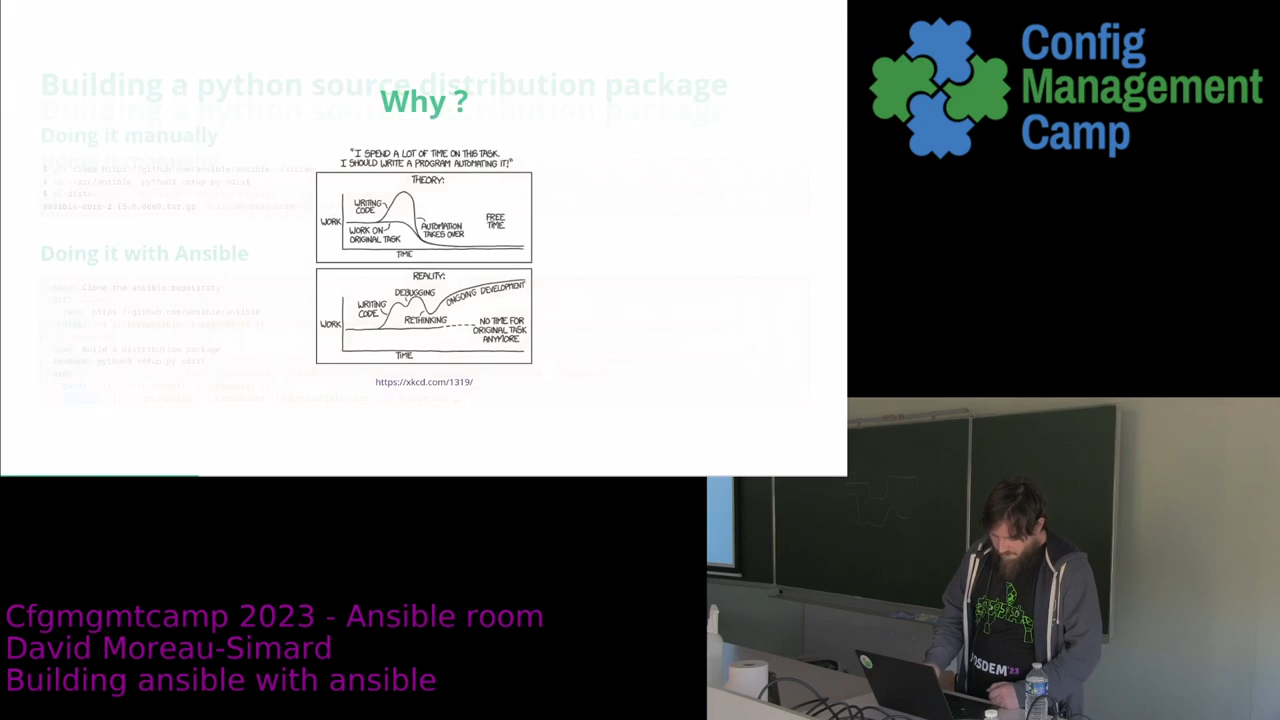 Building a python source distribution package
Why ?
Doing it manually
"I SPEND A LOT OF TIME ON THIS TASK.
I SHOULD WRITE A PROGRAM AUTOMATING IT!"
THEORY:
WRITING
CODE
WORK
WORK ON
ORIGINAL TASK
AUTOMATION
TAKES OVER
FREE
TIME
TIME
Doing it with Ansible
REALITY:
WRITING
CODE
DEBUGGING
RETHINKING
ONGOING DEVELOPMENT
WORK
NO TIME FOR
ORIGINAL TASK
ANYMORE
TIME
https://xkcd.com/1319/
Config
Management
Camp
Cfgmgmtcamp 2023 - Ansible room
David Moreau-Simard
Building ansible with ansible
OSDEM'23